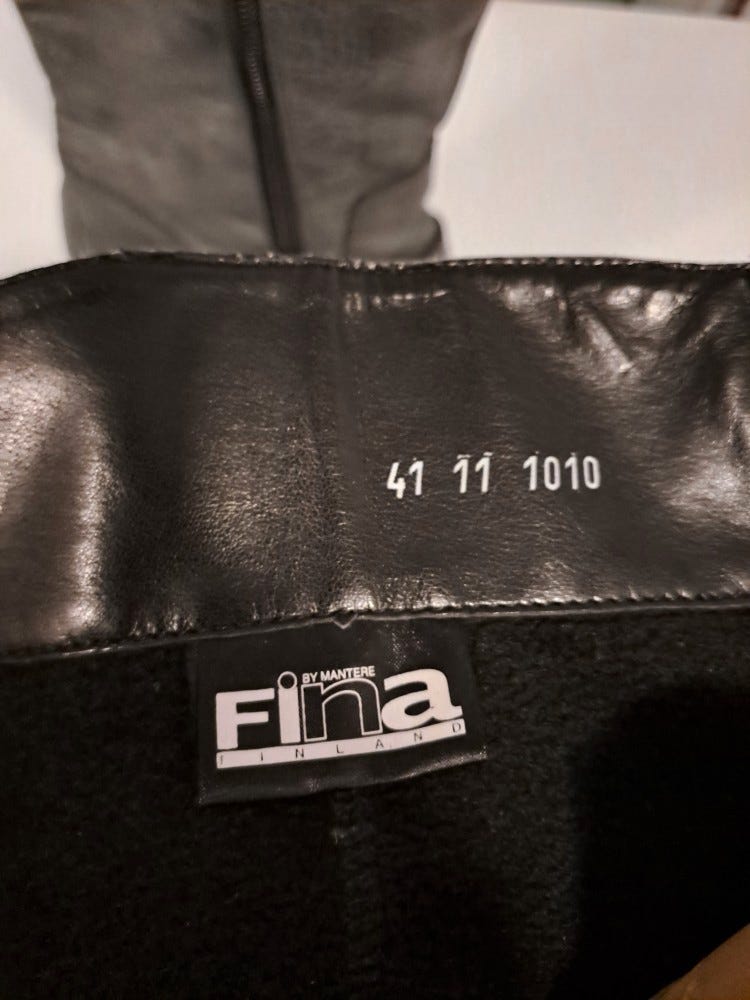 41 11 1010
BY MANTERE
Fina
FINLAND